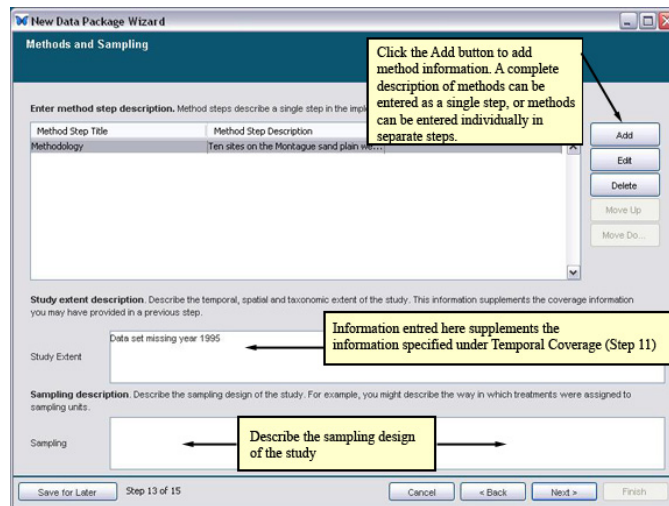 New Data Package Wizard
Methods and Sampling
Click the Add button to add
method information. A complete
description of methods can be
entered as a single step, or methods
can be entered individually in
separate steps.
Enter method step description. Method steps describe a single step in the
Method Step Title
Method Step Description
Methodology
Ten sites on the Montague sand plain we...
Add
Edit
Delete
Move Up
Move Do...
Study extent description. Describe the temporal, spatial and taxonomic extent of the study. This information supplements the coverage information
you may have provided in a previous step.
Data set missing year 1995
Study Extent
Information entred here supplements the
information specified under Temporal Coverage (Step 11)
Sampling description. Describe the sampling design of the study. For example, you might describe the way in which treatments were assigned to
sampling units.
Sampling
Describe the sampling design
of the study
Save for Later
Step 13 of 15
Cancel
< Back
Next >
Finish